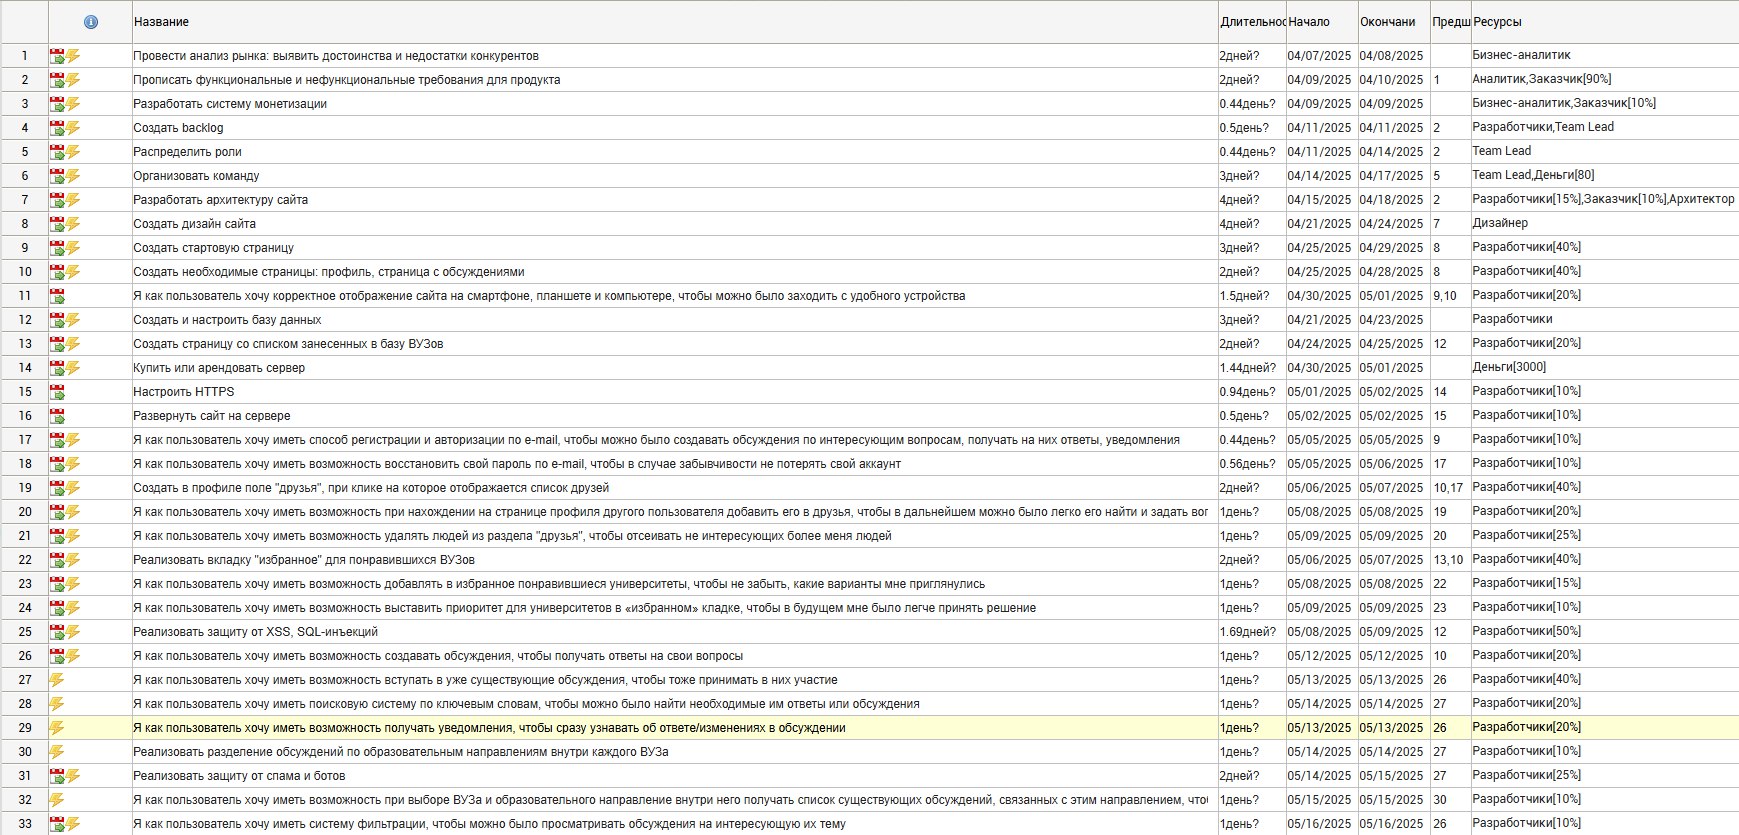 Название Длительнос Начало Окончани Предш Ресурсы
1 Провести анализ рынка: выявить достоинства и недостатки конкурентов 2дней? 04/07/2025 04/08/2025 Бизнес-аналитик
2 Прописать функциональные и нефункциональные требования для продукта 2дней? 04/09/2025 04/10/2025 1 Аналитик,Заказчик[90%]
3 Разработать систему монетизации 0.44день? 04/09/2025 04/09/2025 Бизнес-аналитик,Заказчик[10%]
4 Создать backlog 0.5день? 04/11/2025 04/11/2025 2 Разработчики,Team Lead
5 Распределить роли 0.44день? 04/11/2025 04/14/2025 2 Team Lead
6 Организовать команду 3дней? 04/14/2025 04/17/2025 5 Team Lead,Деньги[80]
7 Разработать архитектуру сайта 4дней? 04/15/2025 04/18/2025 2 Разработчики[15%],Заказчик[10%],Архитектор
8 Создать дизайн сайта 4дней? 04/21/2025 04/24/2025 7 Дизайнер
9 Создать стартовую страницу 3дней? 04/25/2025 04/29/2025 8 Разработчики[40%]
10 Создать необходимые страницы: профиль, страница с обсуждениями 2дней? 04/25/2025 04/28/2025 8 Разработчики[40%]
11 Я как пользователь хочу корректное отображение сайта на смартфоне, планшете и компьютере, чтобы можно было заходить с удобного устройства 1.5дней? 04/30/2025 05/01/2025 9,10 Разработчики[20%]
12 Создать и настроить базу данных 3дней? 04/21/2025 04/23/2025 Разработчики
13 Создать страницу со списком занесенных в базу ВУЗов 2дней? 04/24/2025 04/25/2025 12 Разработчики[20%]
14 Купить или арендовать сервер 1.44дней? 04/30/2025 05/01/2025 Деньги[3000]
15 Настроить HTTPS 0.94день? 05/01/2025 05/02/2025 14 Разработчики[10%]
16 Развернуть сайт на сервере 0.5день? 05/02/2025 05/02/2025 15 Разработчики[10%]
17 Я как пользователь хочу иметь способ регистрации и авторизации по e-mail, чтобы можно было создавать обсуждения по интересующим вопросам, получать на них ответы, уведомления 0.44день? 05/05/2025 05/05/2025 9 Разработчики[10%]
18 Я как пользователь хочу иметь возможность восстановить свой пароль по e-mail, чтобы в случае забывчивости не потерять свой аккаунт 0.56день? 05/05/2025 05/06/2025 17 Разработчики[10%]
19 Создать в профиле поле "друзья", при клике на которое отображается список друзей 2дней? 05/06/2025 05/07/2025 10,17 Разработчики[40%]
20 Я как пользователь хочу иметь возможность при нахождении на странице профиля другого пользователя добавить его в друзья, чтобы в дальнейшем можно было легко его найти и задать воп 1день? 05/08/2025 05/08/2025 19 Разработчики[20%]
21 Я как пользователь хочу иметь возможность удалять людей из раздела "друзья", чтобы отсеивать не интересующих более меня людей 1день? 05/09/2025 05/09/2025 20 Разработчики[25%]
22 Реализовать вкладку "избранное" для понравившихся ВУЗов 2дней? 05/06/2025 05/07/2025 13,10 Разработчики[40%]
23 Я как пользователь хочу иметь возможность добавлять в избранное понравившиеся университеты, чтобы не забыть, какие варианты мне приглянулись 1день? 05/08/2025 05/08/2025 22 Разработчики[15%]
24 Я как пользователь хочу иметь возможность выставить приоритет для университетов в «избранном» кладке, чтобы в будущем мне было легче принять решение 1день? 05/09/2025 05/09/2025 23 Разработчики[10%]
25 Реализовать защиту от XSS, SQL-инъекций 1.69дней? 05/08/2025 05/09/2025 12 Разработчики[50%]
26 Я как пользователь хочу иметь возможность создавать обсуждения, чтобы получать ответы на свои вопросы 1день? 05/12/2025 05/12/2025 10 Разработчики[20%]
27 Я как пользователь хочу иметь возможность вступать в уже существующие обсуждения, чтобы тоже принимать в них участие 1день? 05/13/2025 05/13/2025 26 Разработчики[40%]
28 Я как пользователь хочу иметь поисковую систему по ключевым словам, чтобы можно было найти необходимые им ответы или обсуждения 1день? 05/14/2025 05/14/2025 27 Разработчики[20%]
29 Я как пользователь хочу иметь возможность получать уведомления, чтобы сразу узнавать об ответе/изменениях в обсуждении 1день? 05/13/2025 05/13/2025 26 Разработчики[20%]
30 Реализовать разделение обсуждений по образовательным направлениям внутри каждого ВУЗа 1день? 05/14/2025 05/14/2025 27 Разработчики[10%]
31 Реализовать защиту от спама и ботов 2дней? 05/14/2025 05/15/2025 27 Разработчики[25%]
32 Я как пользователь хочу иметь возможность при выборе ВУЗа и образовательного направление внутри него получать список существующих обсуждений, связанных с этим направлением, что 1день? 05/15/2025 05/15/2025 30 Разработчики[10%]
33 Я как пользователь хочу иметь систему фильтрации, чтобы можно было просматривать обсуждения на интересующую их тему 1день? 05/16/2025 05/16/2025 26 Разработчики[10%]